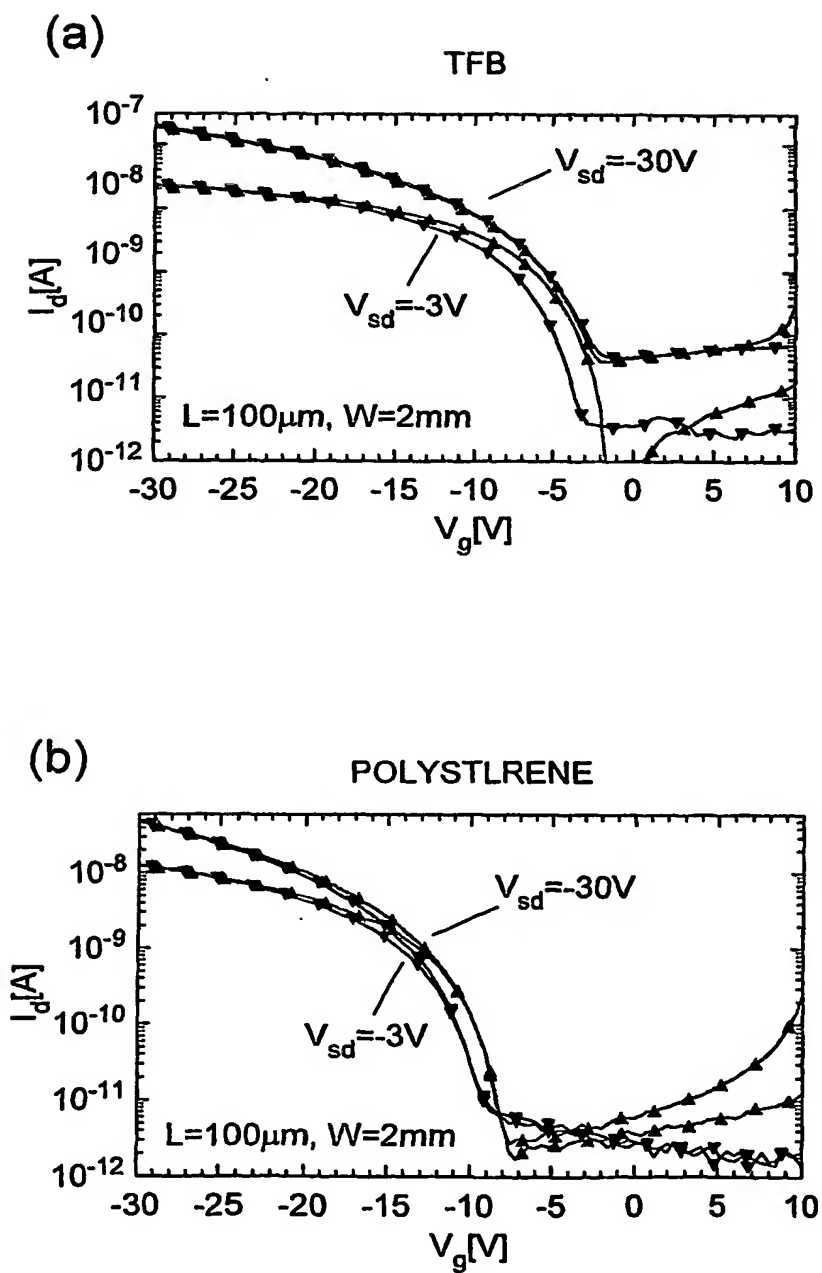 (a)
TFB
10-7
10-8
10-9
10-10
10-11
10-12
Id[A]
Vsd=-30V
Vsd=-3V
L=100μm, W=2mm
-30 -25 -20 -15 -10 -5 0 5 10
Vg[V]
(b)
POLYSTLRENE
10-8
10-9
10-10
10-11
10-12
Id[A]
Vsd=-30V
Vsd=-3V
L=100μm, W=2mm
-30 -25 -20 -15 -10 -5 0 5 10
Vg[V]